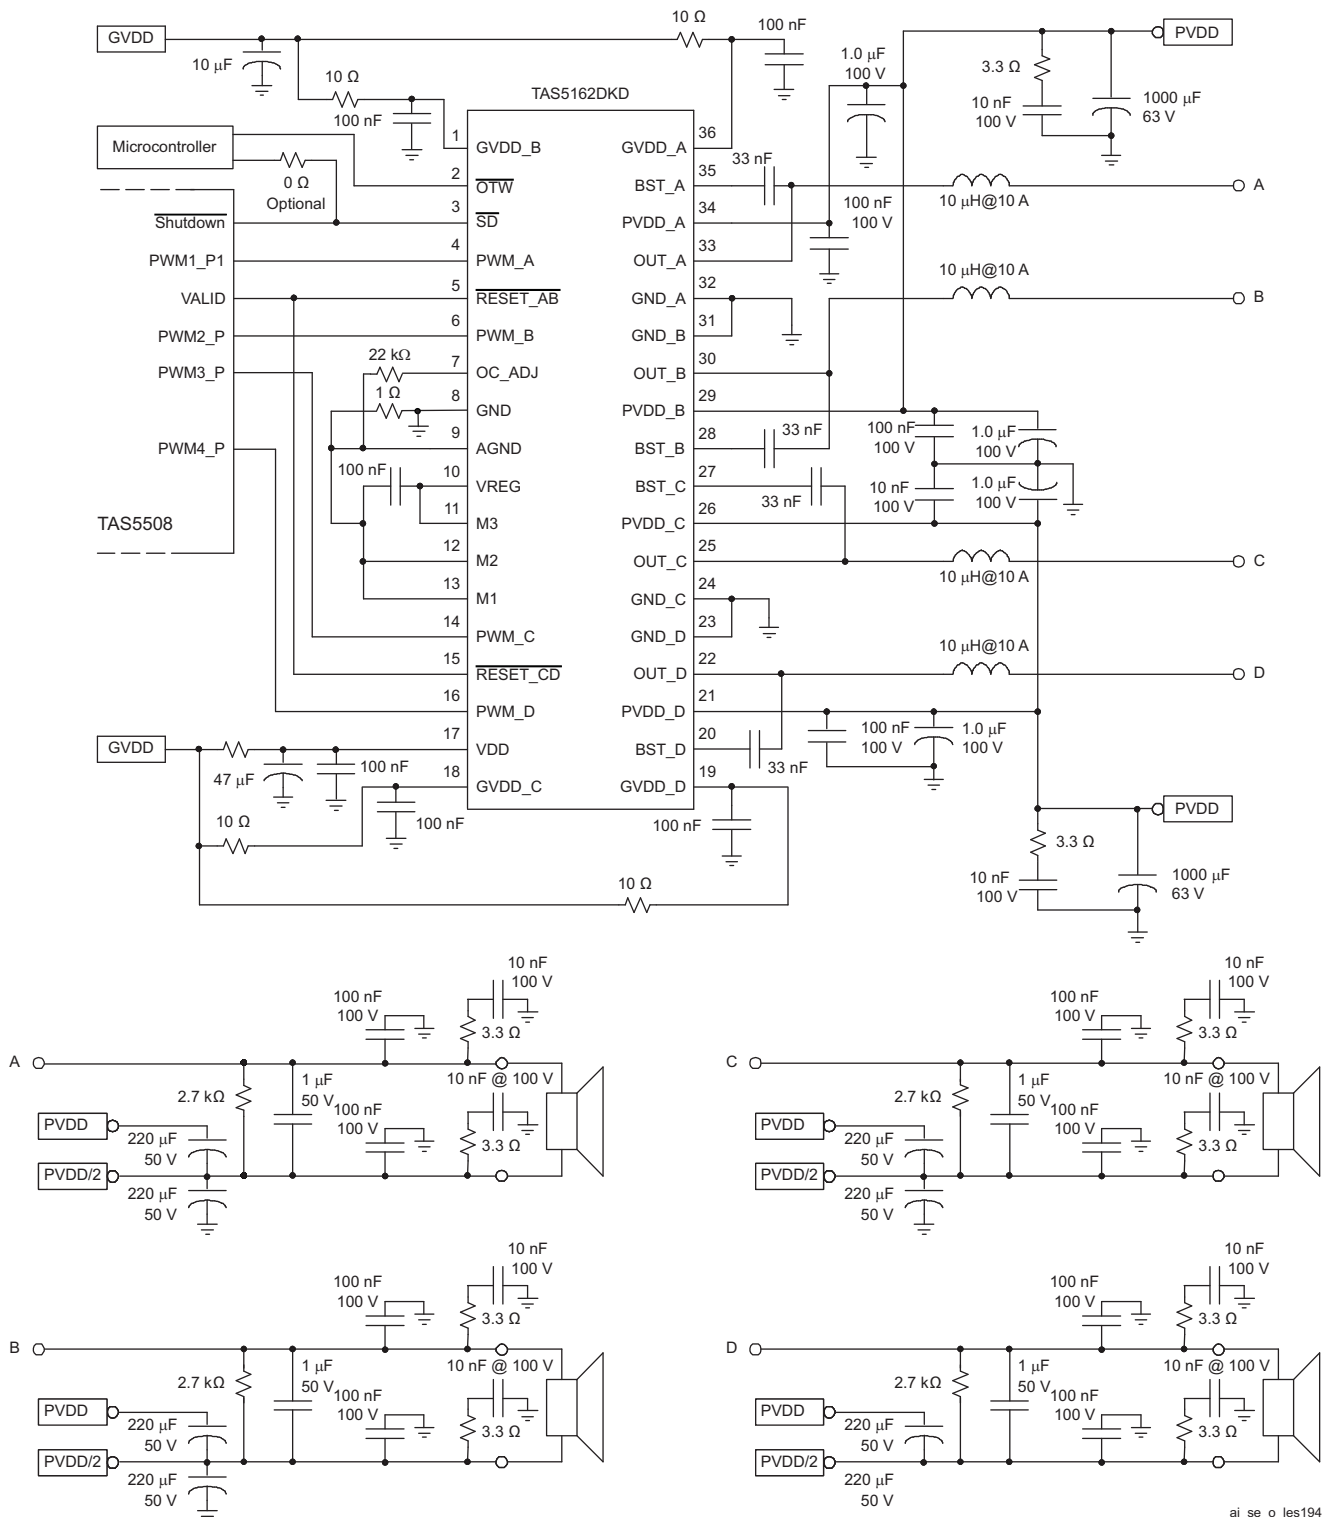 GVDD
10 µF
10 Ω
100 nF
10 Ω
100 nF
1.0 µF
100 V
PVDD
3.3 Ω
10 nF
100 V
1000 µF
63 V
TAS5162DKD
Microcontroller
0 Ω
Optional
Shutdown
PWM1_P1
VALID
PWM2_P
PWM3_P
PWM4_P
TAS5508
1 GVDD_B
2 OTW
3 SD
4 PWM_A
5 RESET_AB
6 PWM_B
7 OC_ADJ
8 GND
9 AGND
10 VREG
11 M3
12 M2
13 M1
14 PWM_C
15 RESET_CD
16 PWM_D
17 VDD
18 GVDD_C
22 kΩ
1 Ω
100 nF
GVDD_A 36
BST_A 35
PVDD_A 34
OUT_A 33
GND_A 32
GND_B 31
OUT_B 30
PVDD_B 29
BST_B 28
BST_C 27
PVDD_C 26
OUT_C 25
GND_C 24
GND_D 23
OUT_D 22
PVDD_D 21
BST_D 20
GVDD_D 19
33 nF
100 nF
100 V
10 µH@10 A
A
10 µH@10 A
B
33 nF
100 nF
100 V
1.0 µF
100 V
33 nF
10 nF
100 V
1.0 µF
100 V
10 µH@10 A
C
10 µH@10 A
D
100 nF
100 V
1.0 µF
100 V
33 nF
GVDD
47 µF
100 nF
10 Ω
100 nF
100 nF
10 Ω
PVDD
3.3 Ω
10 nF
100 V
1000 µF
63 V
A
2.7 kΩ
1 µF
50 V
100 nF
100 V
10 nF
100 V
3.3 Ω
10 nF @ 100 V
100 nF
100 V
3.3 Ω
PVDD
220 µF
50 V
PVDD/2
220 µF
50 V
C
2.7 kΩ
1 µF
50 V
100 nF
100 V
10 nF
100 V
3.3 Ω
10 nF @ 100 V
100 nF
100 V
3.3 Ω
PVDD
220 µF
50 V
PVDD/2
220 µF
50 V
B
2.7 kΩ
1 µF
50 V
100 nF
100 V
10 nF
100 V
3.3 Ω
10 nF @ 100 V
100 nF
100 V
3.3 Ω
PVDD
220 µF
50 V
PVDD/2
220 µF
50 V
D
2.7 kΩ
1 µF
50 V
100 nF
100 V
10 nF
100 V
3.3 Ω
10 nF @ 100 V
100 nF
100 V
3.3 Ω
PVDD
220 µF
50 V
PVDD/2
220 µF
50 V
ai_se_o_les194